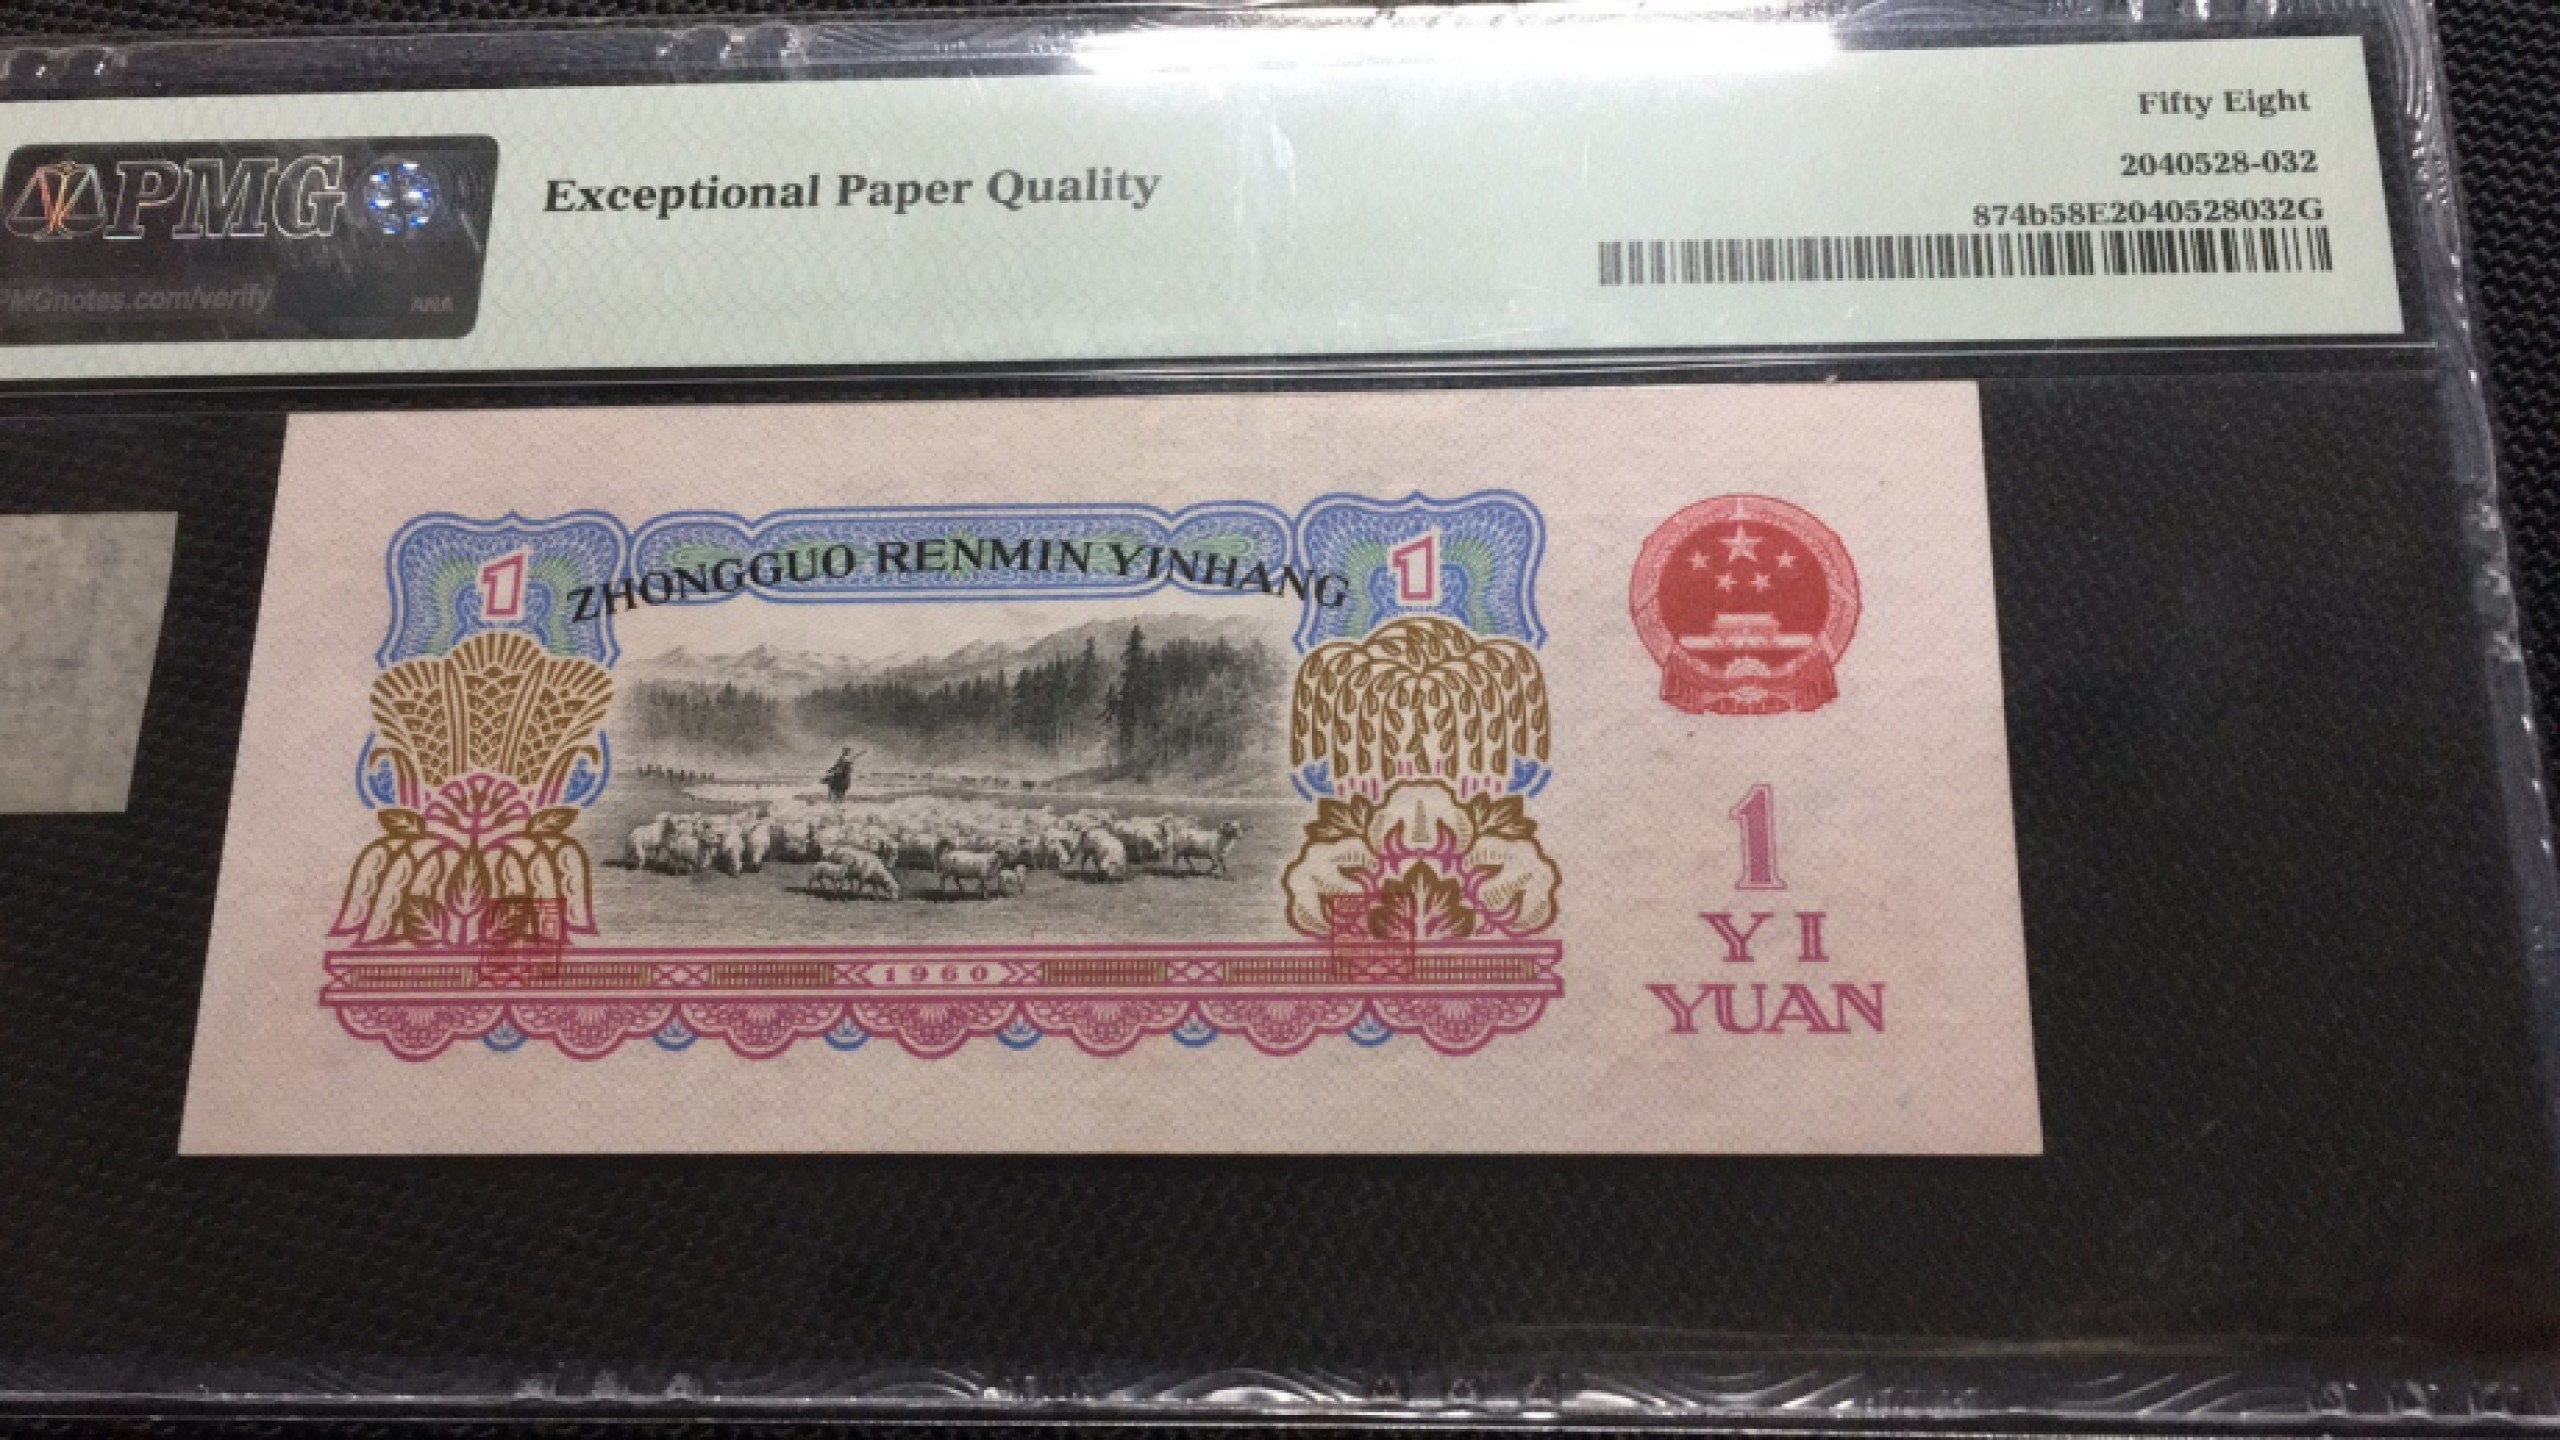 Fifty Eight
PMG
Exceptional Paper Quality
2040528-032
874b58E2040528032G
PMGnotes.com/verify
ANA
1
ZHONGGUO RENMIN YINHANG
1
1
YI
YUAN
1960